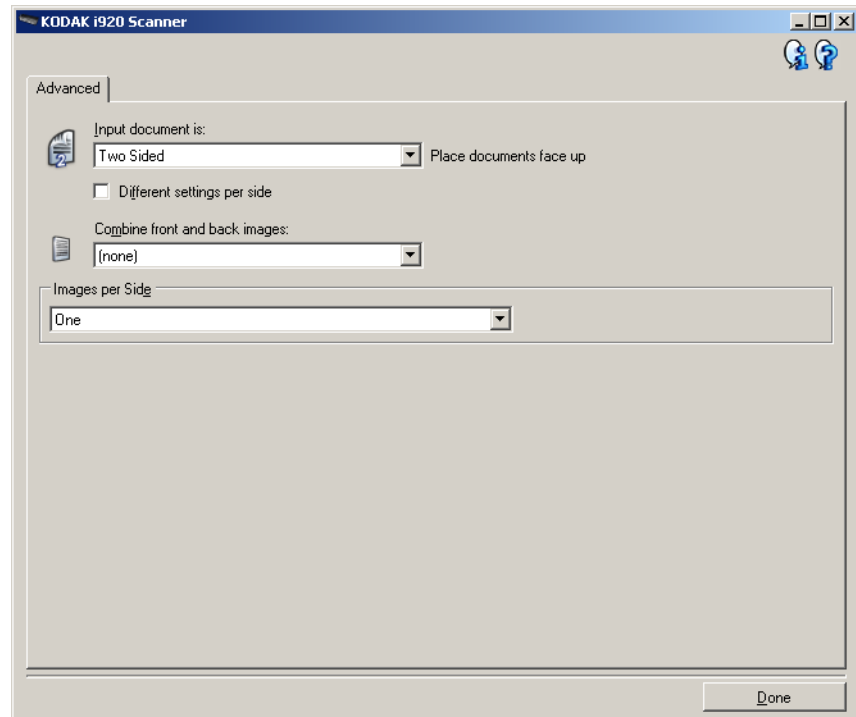 KODAK i920 Scanner
Advanced
Input document is:
2
Two Sided
Place documents face up
Different settings per side
Combine front and back images:
(none)
Images per Side
One
Done